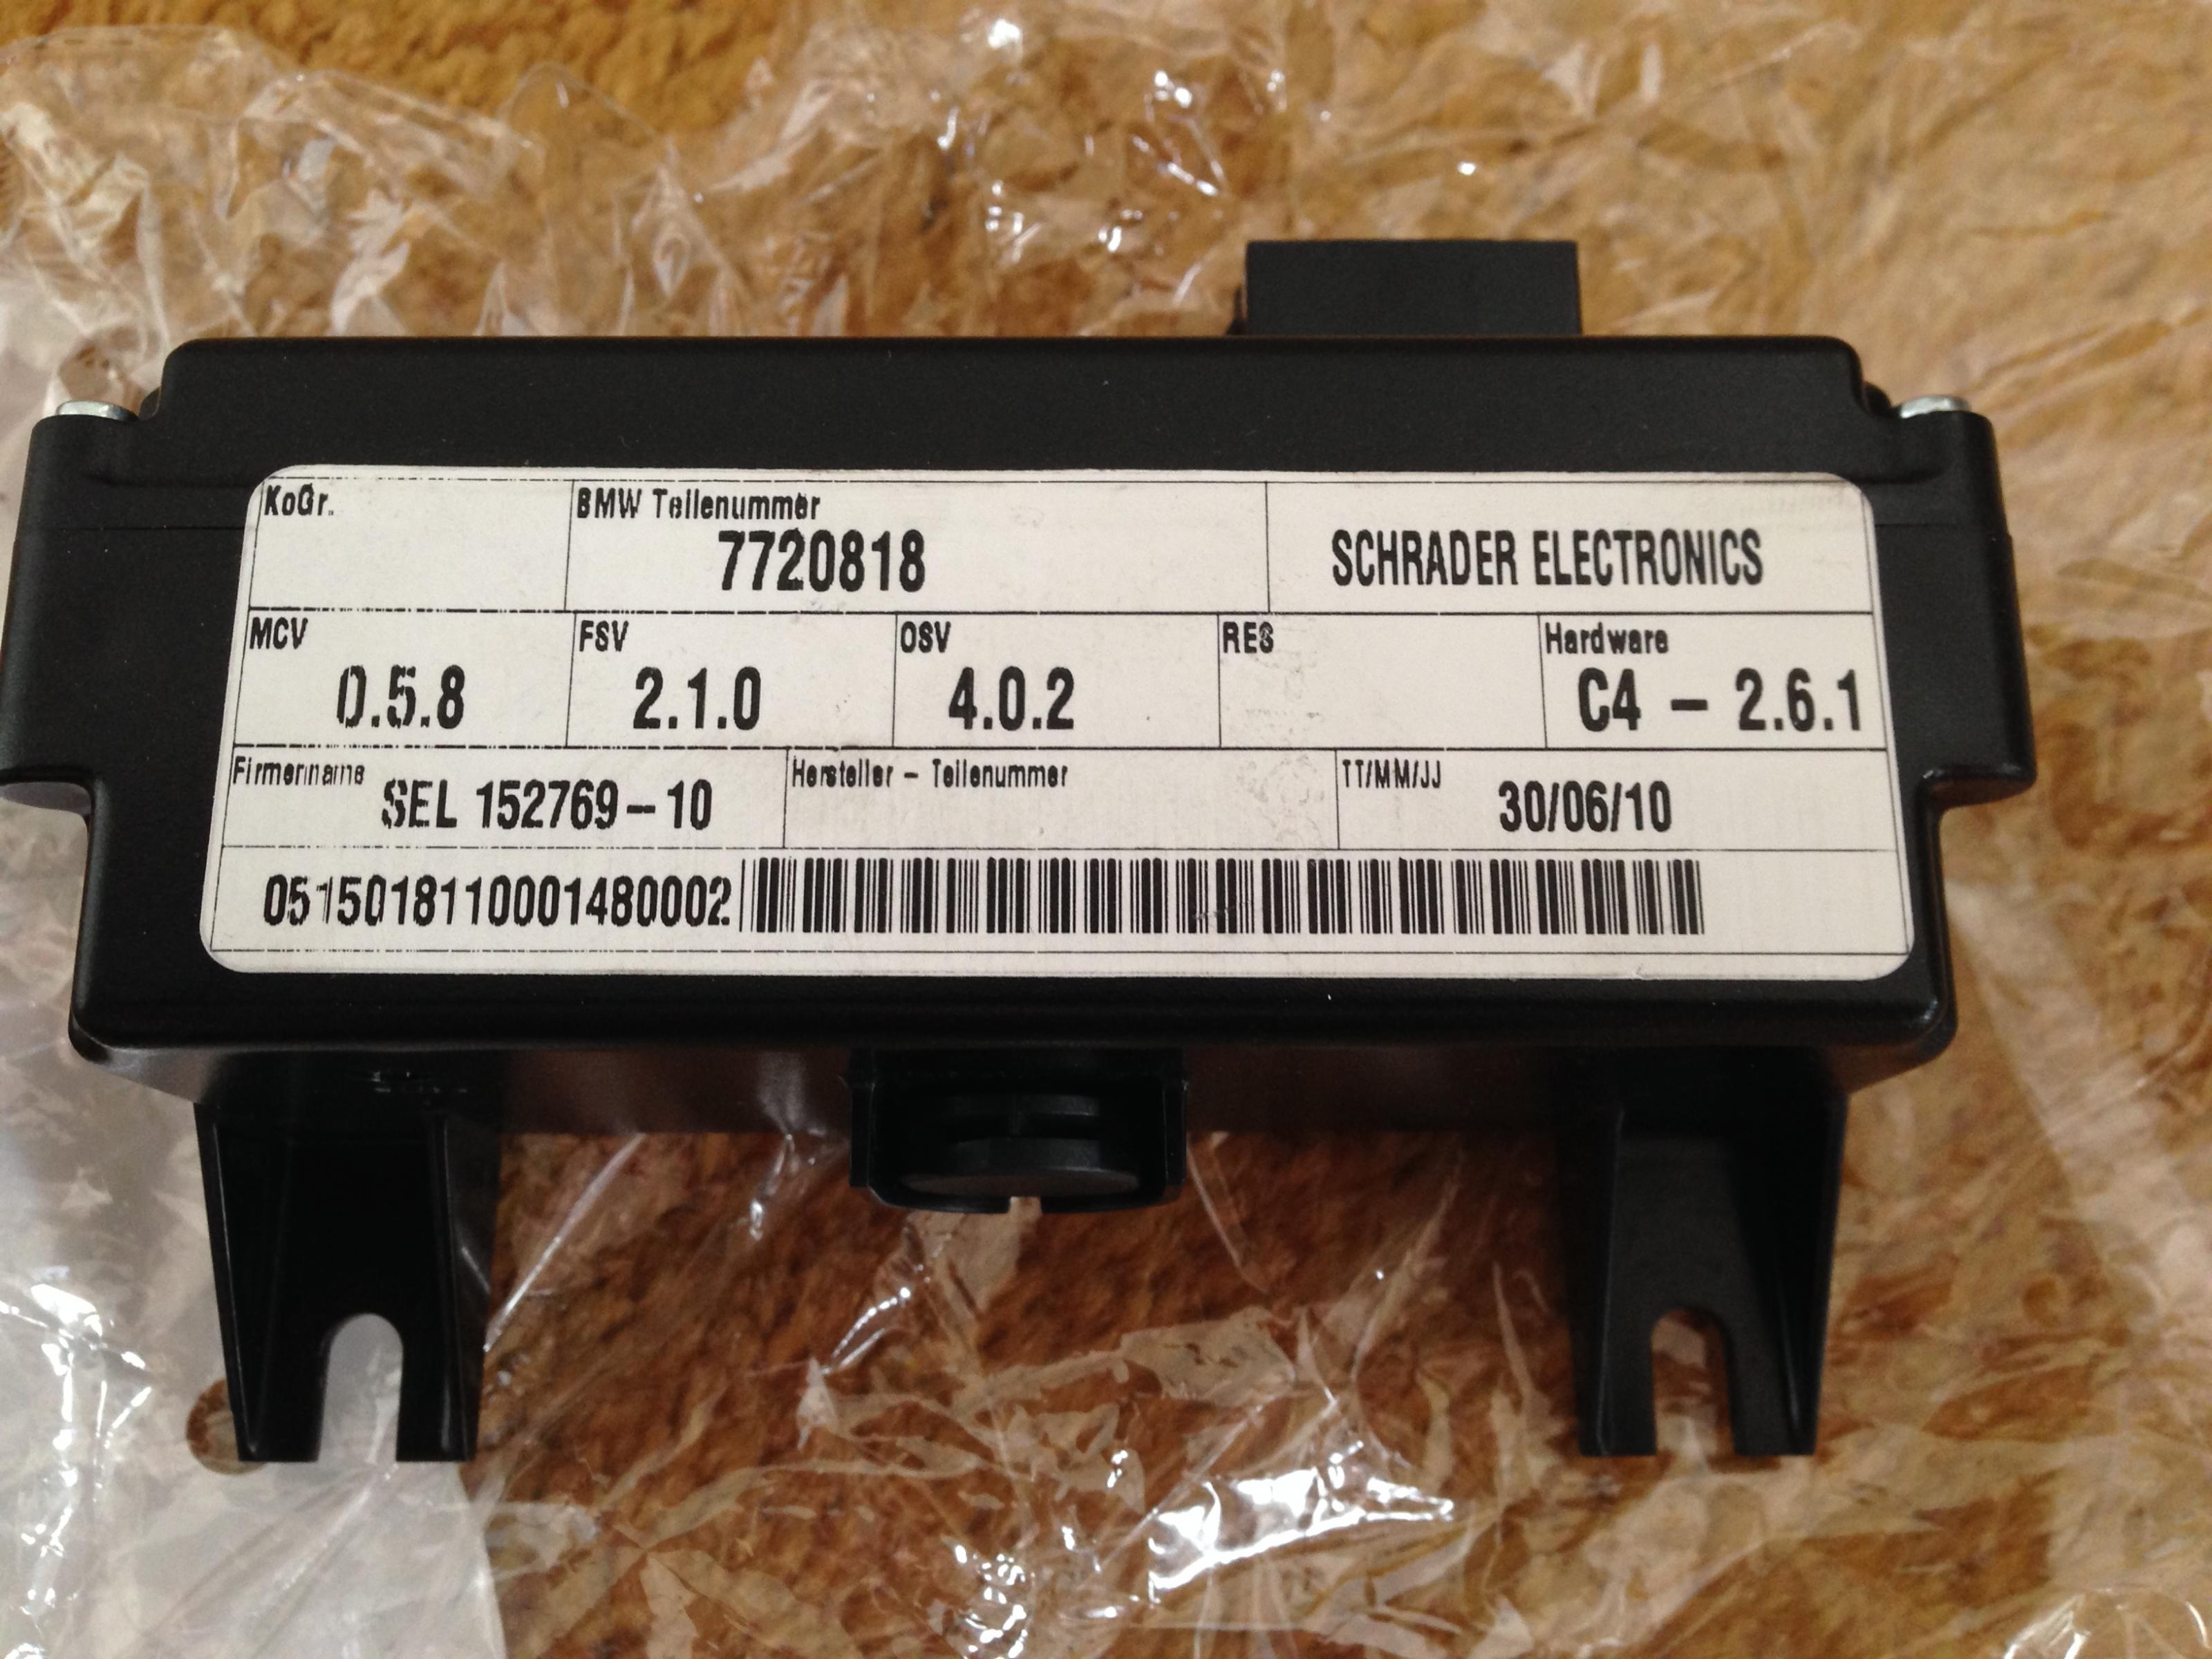 KoGr. BMW Teilenummer
7720818 SCHRADER ELECTRONICS
MCV FSV OSV RES Hardware
0.5.8 2.1.0 4.0.2 C4 – 2.6.1
Firmenname Hersteller – Teilenummer TT/MM/JJ
SEL 152769–10 30/06/10
0515018110001480002